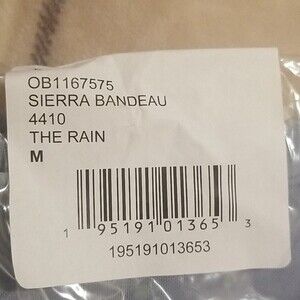 OB1167575
SIERRA BANDEAU
4410
THE RAIN
M
1 95191 01365 3
195191013653